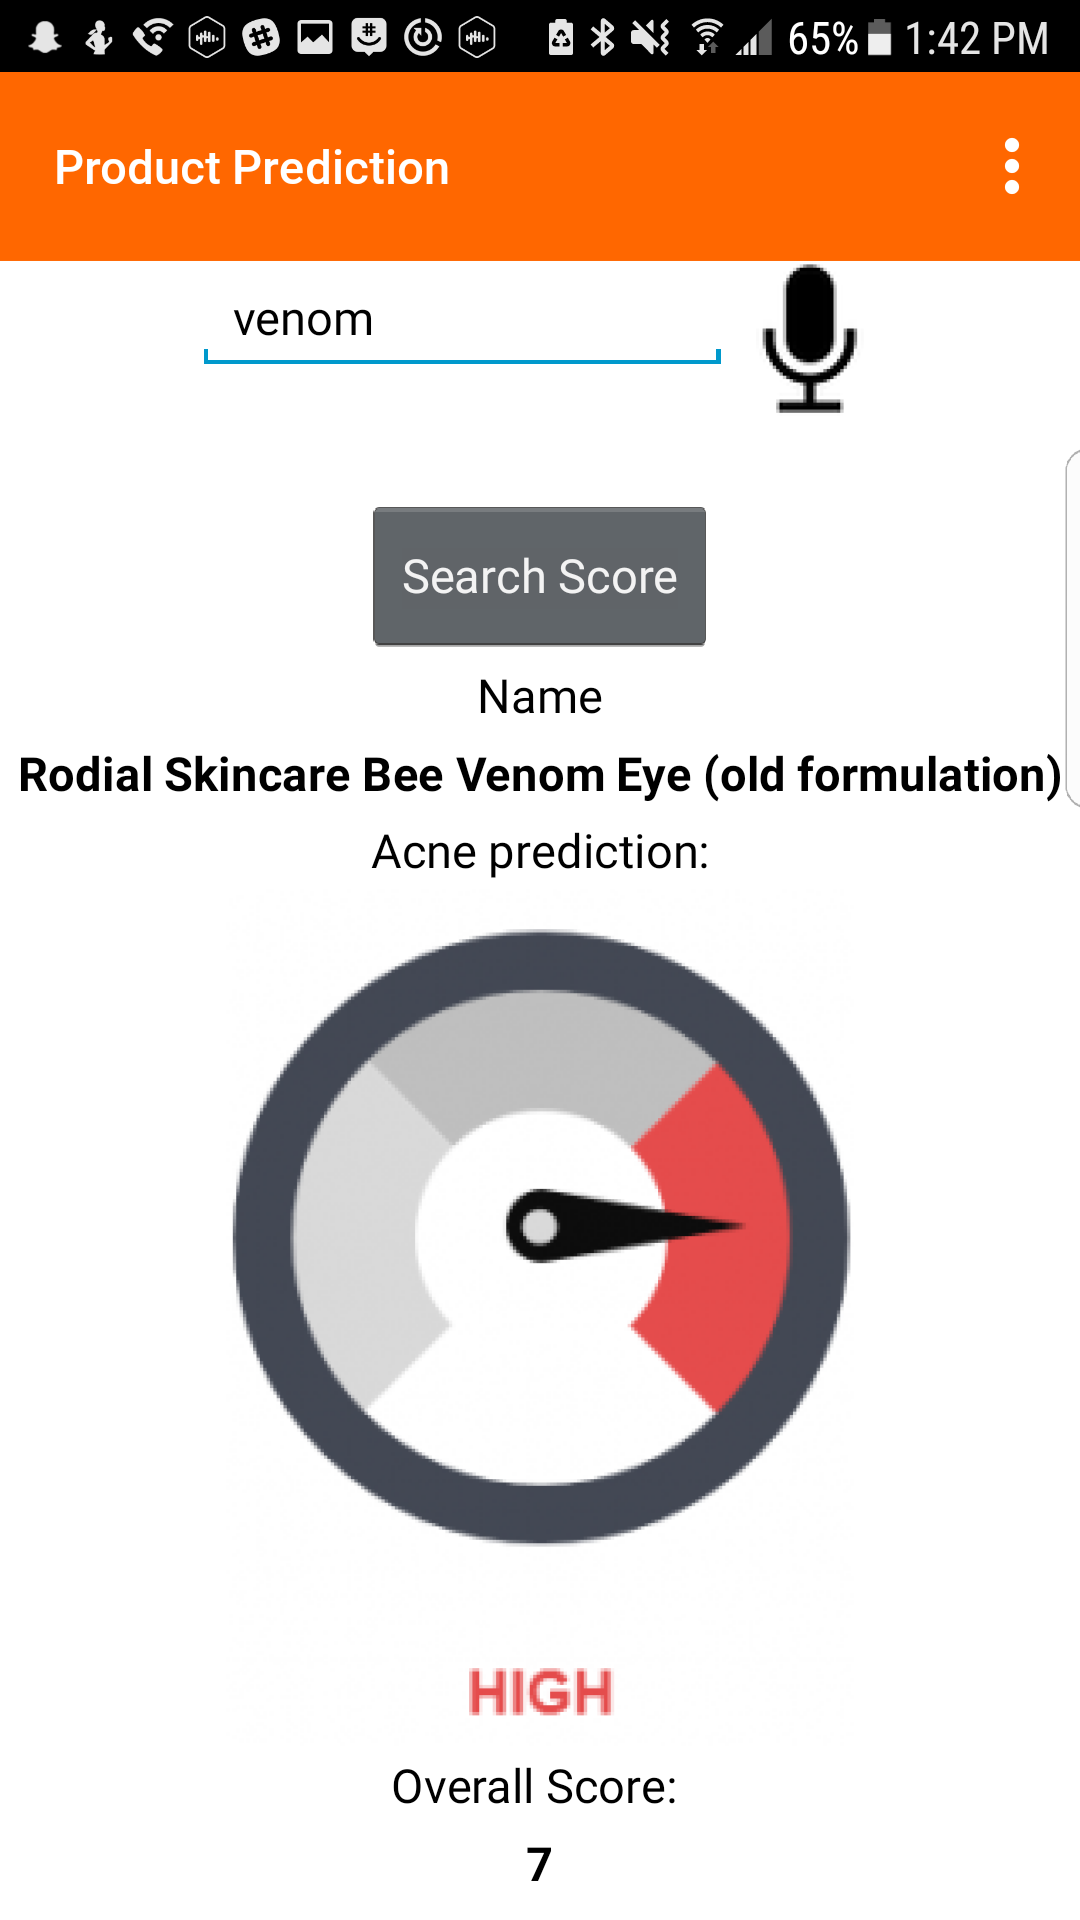 65% 1:42 PM
Product Prediction
venom
Search Score
Name
Rodial Skincare Bee Venom Eye (old formulation)
Acne prediction:
HIGH
Overall Score:
7